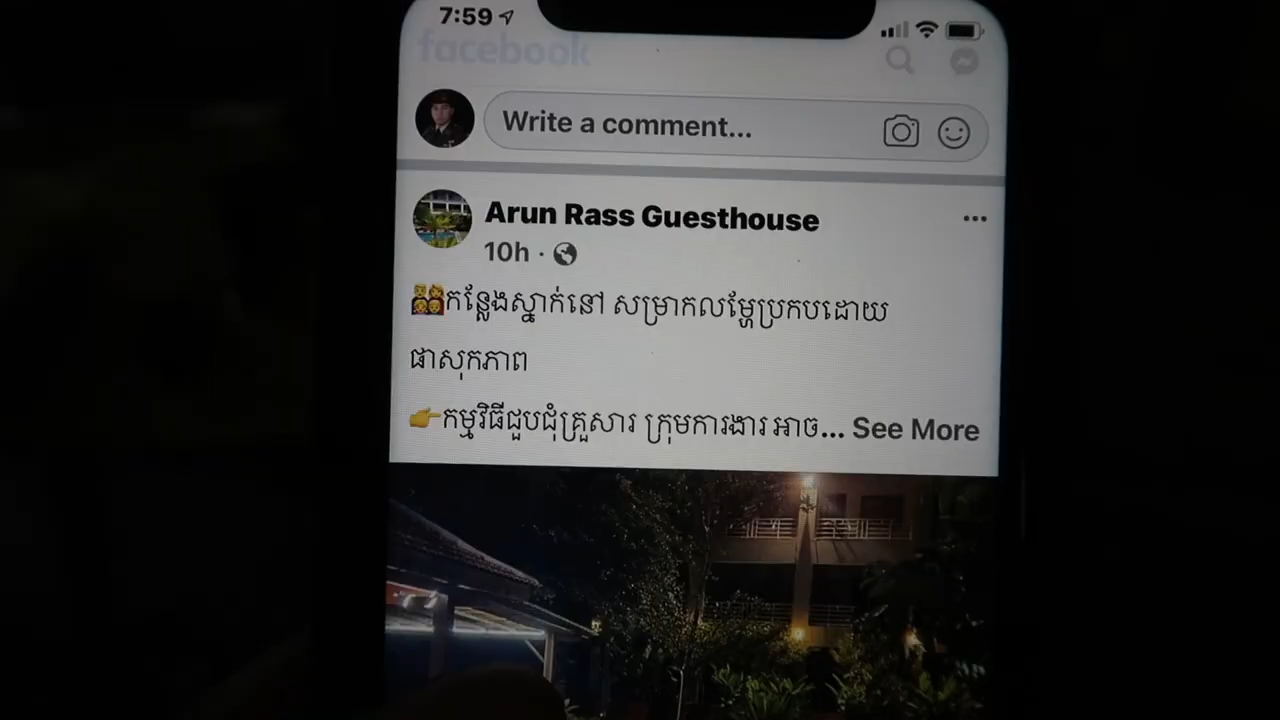 7:59
facebook
Write a comment...
Arun Rass Guesthouse
10h ·
កន្លែងស្នាក់នៅ សម្រាកលម្ហែប្រកបដោយ
ផាសុកភាព
កម្មវិធីជួបជុំគ្រួសារ ក្រុមការងារ អាច... See More